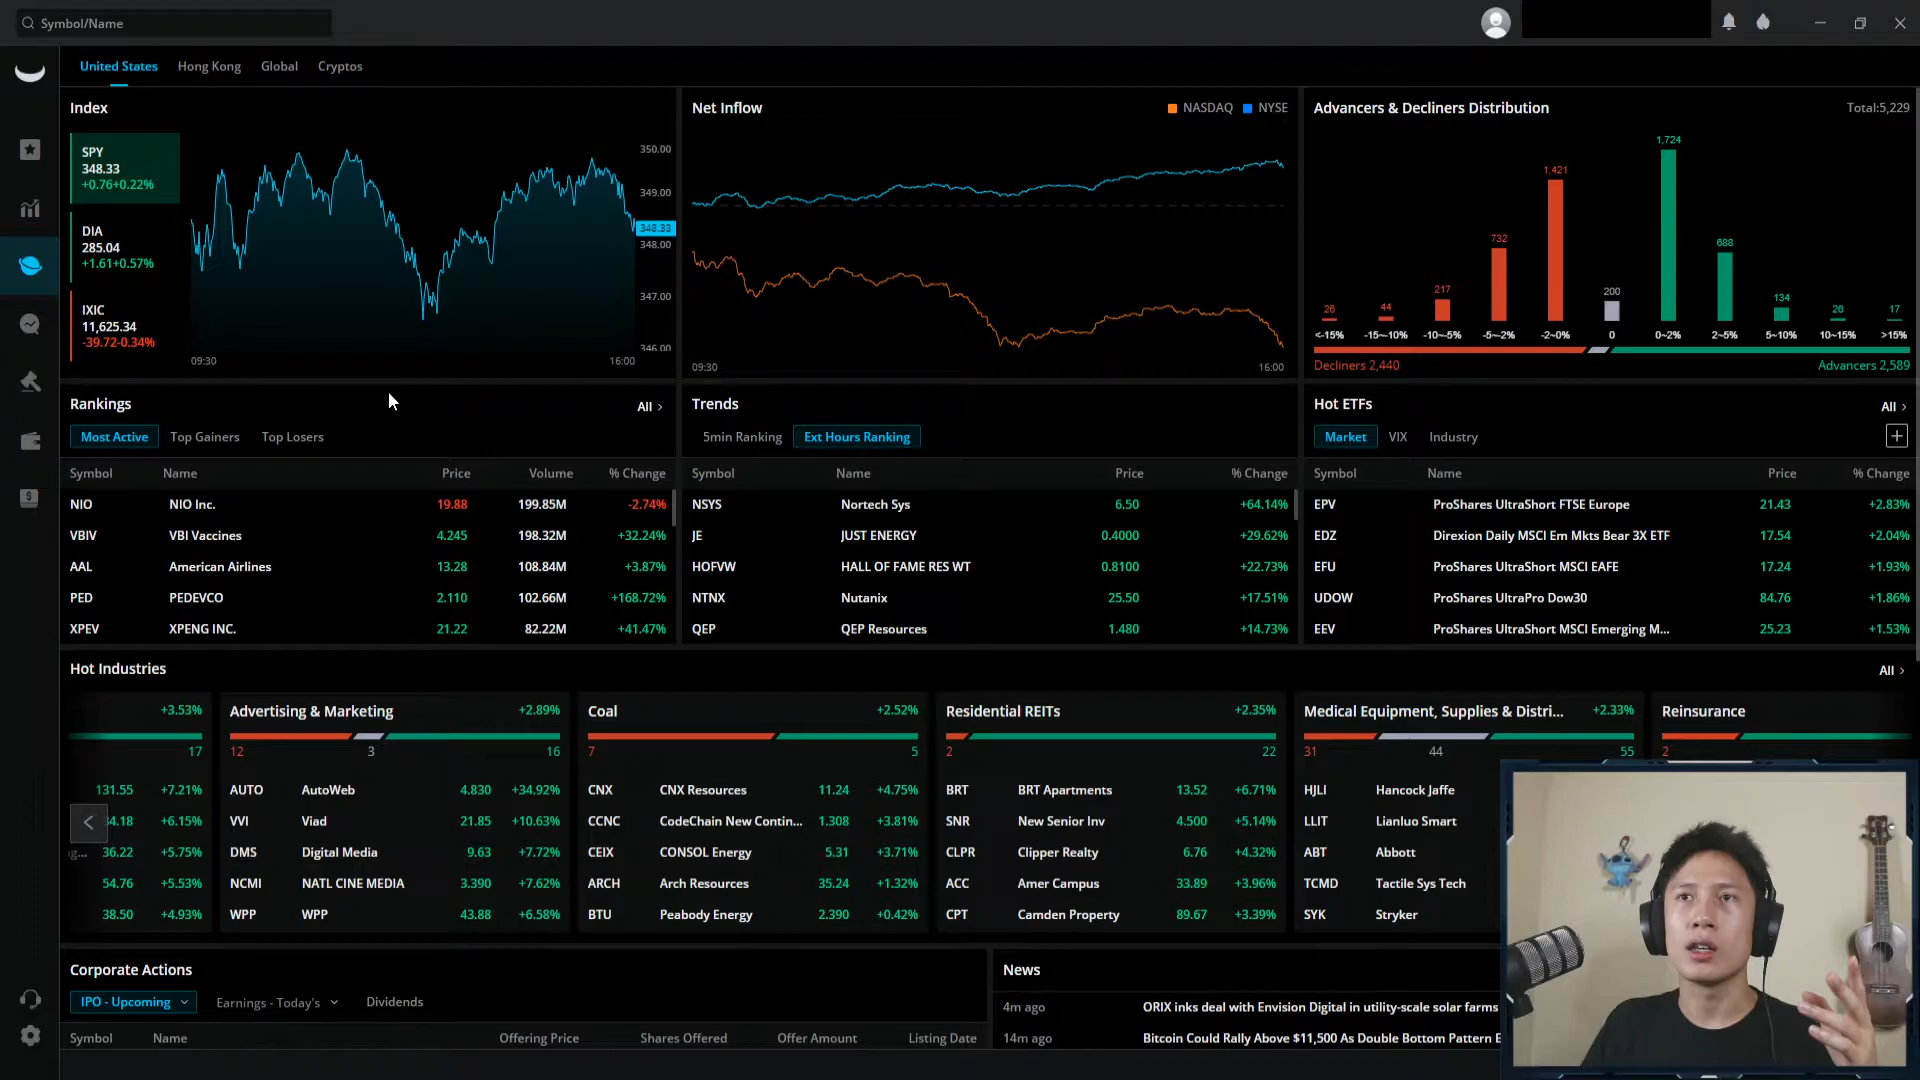 Symbol/Name
United States Hong Kong Global Cryptos
Index
SPY
348.33
+0.76+0.22%
DIA
285.04
+1.61+0.57%
IXIC
11,625.34
-39.72-0.34%
350.00
349.00
348.33
348.00
347.00
346.00
09:30 16:00
Net Inflow
NASDAQ NYSE
09:30 16:00
Advancers & Decliners Distribution Total:5,229
26 44 217 732 1,421 200 1,724 688 134 26 17
<-15% -15~-10% -10~-5% -5~-2% -2~0% 0 0~2% 2~5% 5~10% 10~15% >15%
Decliners 2,440 Advancers 2,589
Rankings All >
Most Active Top Gainers Top Losers
Symbol Name Price Volume % Change
NIO NIO Inc. 19.88 199.85M -2.74%
VBIV VBI Vaccines 4.245 198.32M +32.24%
AAL American Airlines 13.28 108.84M +3.87%
PED PEDEVCO 2.110 102.66M +168.72%
XPEV XPENG INC. 21.22 82.22M +41.47%
Trends
5min Ranking Ext Hours Ranking
Symbol Name Price % Change
NSYS Nortech Sys 6.50 +64.14%
JE JUST ENERGY 0.4000 +29.62%
HOFVW HALL OF FAME RES WT 0.8100 +22.73%
NTNX Nutanix 25.50 +17.51%
QEP QEP Resources 1.480 +14.73%
Hot ETFs All >
Market VIX Industry
Symbol Name Price % Change
EPV ProShares UltraShort FTSE Europe 21.43 +2.83%
EDZ Direxion Daily MSCI Em Mkts Bear 3X ETF 17.54 +2.04%
EFU ProShares UltraShort MSCI EAFE 17.24 +1.93%
UDOW ProShares UltraPro Dow30 84.76 +1.86%
EEV ProShares UltraShort MSCI Emerging M... 25.23 +1.53%
Hot Industries All >
+3.53%
17
131.55 +7.21%
4.18 +6.15%
36.22 +5.75%
54.76 +5.53%
38.50 +4.93%
Advertising & Marketing +2.89%
12 3 16
AUTO AutoWeb 4.830 +34.92%
VVI Viad 21.85 +10.63%
DMS Digital Media 9.63 +7.72%
NCMI NATL CINE MEDIA 3.390 +7.62%
WPP WPP 43.88 +6.58%
Coal +2.52%
7 5
CNX CNX Resources 11.24 +4.75%
CCNC CodeChain New Contin... 1.308 +3.81%
CEIX CONSOL Energy 5.31 +3.71%
ARCH Arch Resources 35.24 +1.32%
BTU Peabody Energy 2.390 +0.42%
Residential REITs +2.35%
2 22
BRT BRT Apartments 13.52 +6.71%
SNR New Senior Inv 4.500 +5.14%
CLPR Clipper Realty 6.76 +4.32%
ACC Amer Campus 33.89 +3.96%
CPT Camden Property 89.67 +3.39%
Medical Equipment, Supplies & Distri... +2.33%
31 44 55
HJLI Hancock Jaffe
LLIT Lianluo Smart
ABT Abbott
TCMD Tactile Sys Tech
SYK Stryker
Reinsurance
2
Corporate Actions
IPO - Upcoming Earnings - Today's Dividends
Symbol Name Offering Price Shares Offered Offer Amount Listing Date
News
4m ago ORIX inks deal with Envision Digital in utility-scale solar farms
14m ago Bitcoin Could Rally Above $11,500 As Double Bottom Pattern E